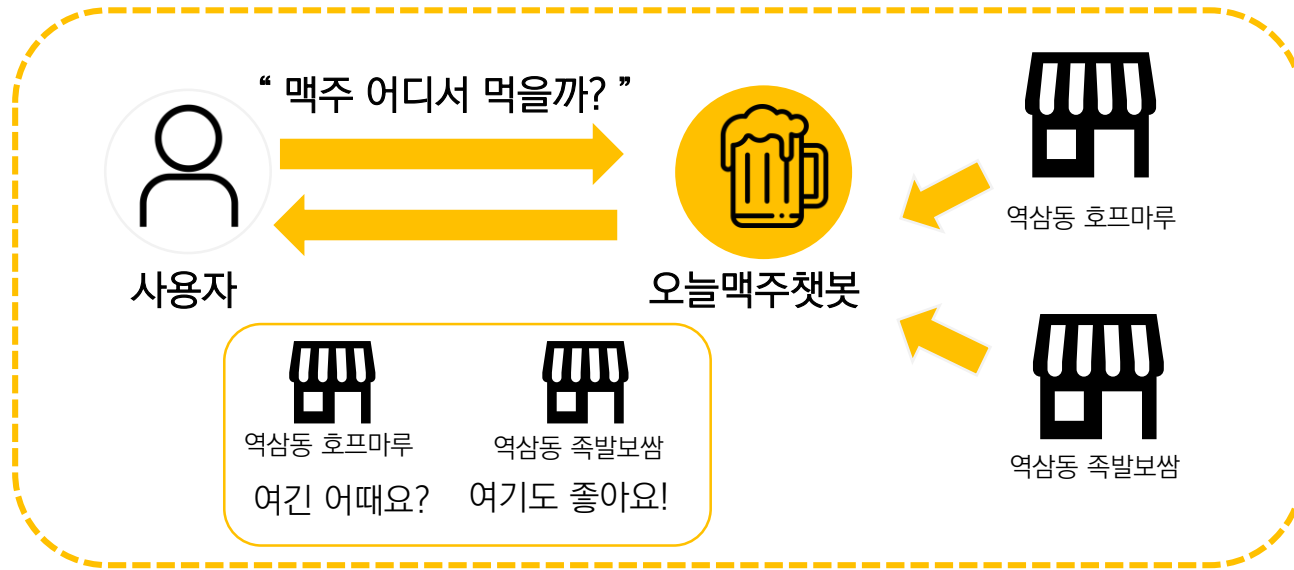 “ 맥주 어디서 먹을까? ”
사용자
오늘맥주챗봇
역삼동 호프마루
역삼동 족발보쌈
역삼동 호프마루
여긴 어때요?
역삼동 족발보쌈
여기도 좋아요!